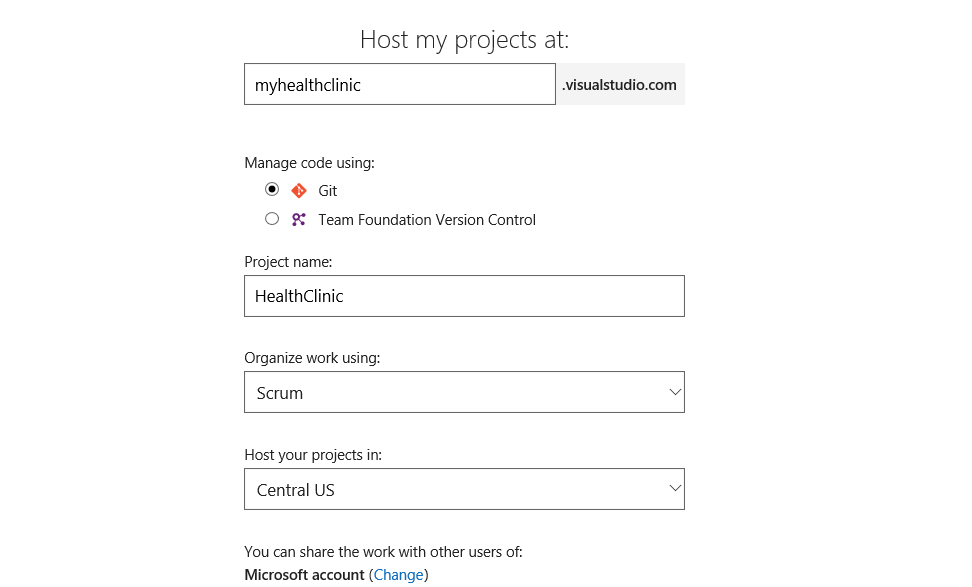 Host my projects at:
myhealthclinic .visualstudio.com
Manage code using:
Git
Team Foundation Version Control
Project name:
HealthClinic
Organize work using:
Scrum
Host your projects in:
Central US
You can share the work with other users of:
Microsoft account (Change)